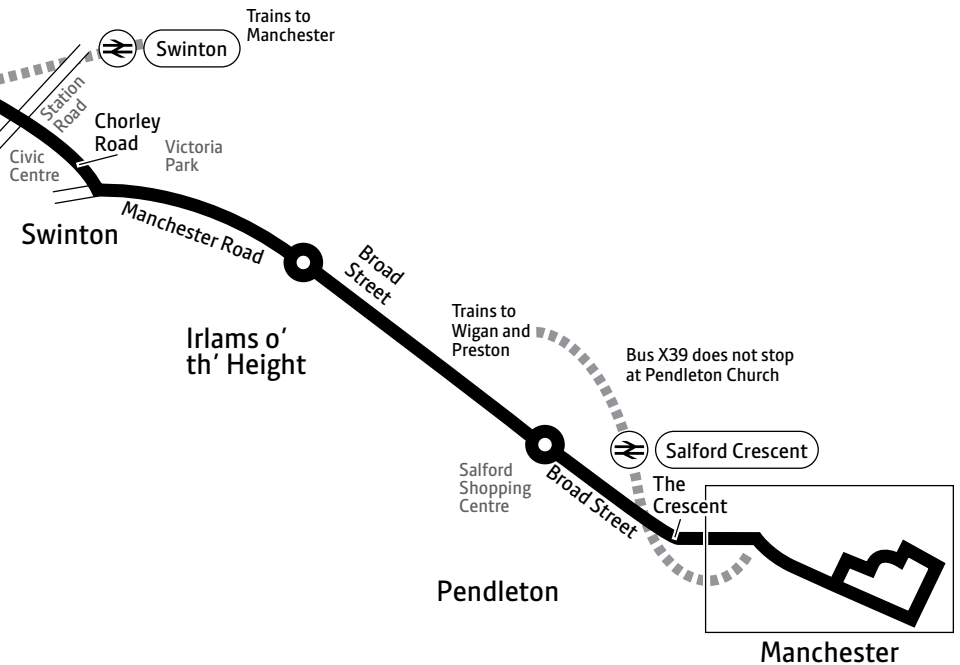 Trains to
Manchester
Swinton
Station
Road
Chorley
Road
Victoria
Park
Civic
Centre
Swinton
Manchester Road
Broad
Street
Irlams o’
th’ Height
Trains to
Wigan and
Preston
Bus X39 does not stop
at Pendleton Church
Salford Crescent
Salford
Shopping
Centre
Broad Street
The
Crescent
Pendleton
Manchester